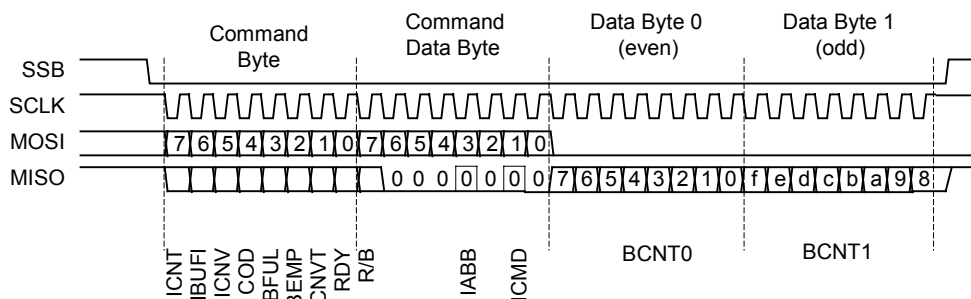 Command Byte
Command Data Byte
Data Byte 0 (even)
Data Byte 1 (odd)
SSB
SCLK
MOSI 7 6 5 4 3 2 1 0 7 6 5 4 3 2 1 0
MISO 0 0 0 0 0 0 0 7 6 5 4 3 2 1 0 f e d c b a 9 8
ICNT
IBUFI
ICNV
COD
BFUL
BEMP
CNVT
RDY
R/B
IABB
ICMD
BCNT0
BCNT1